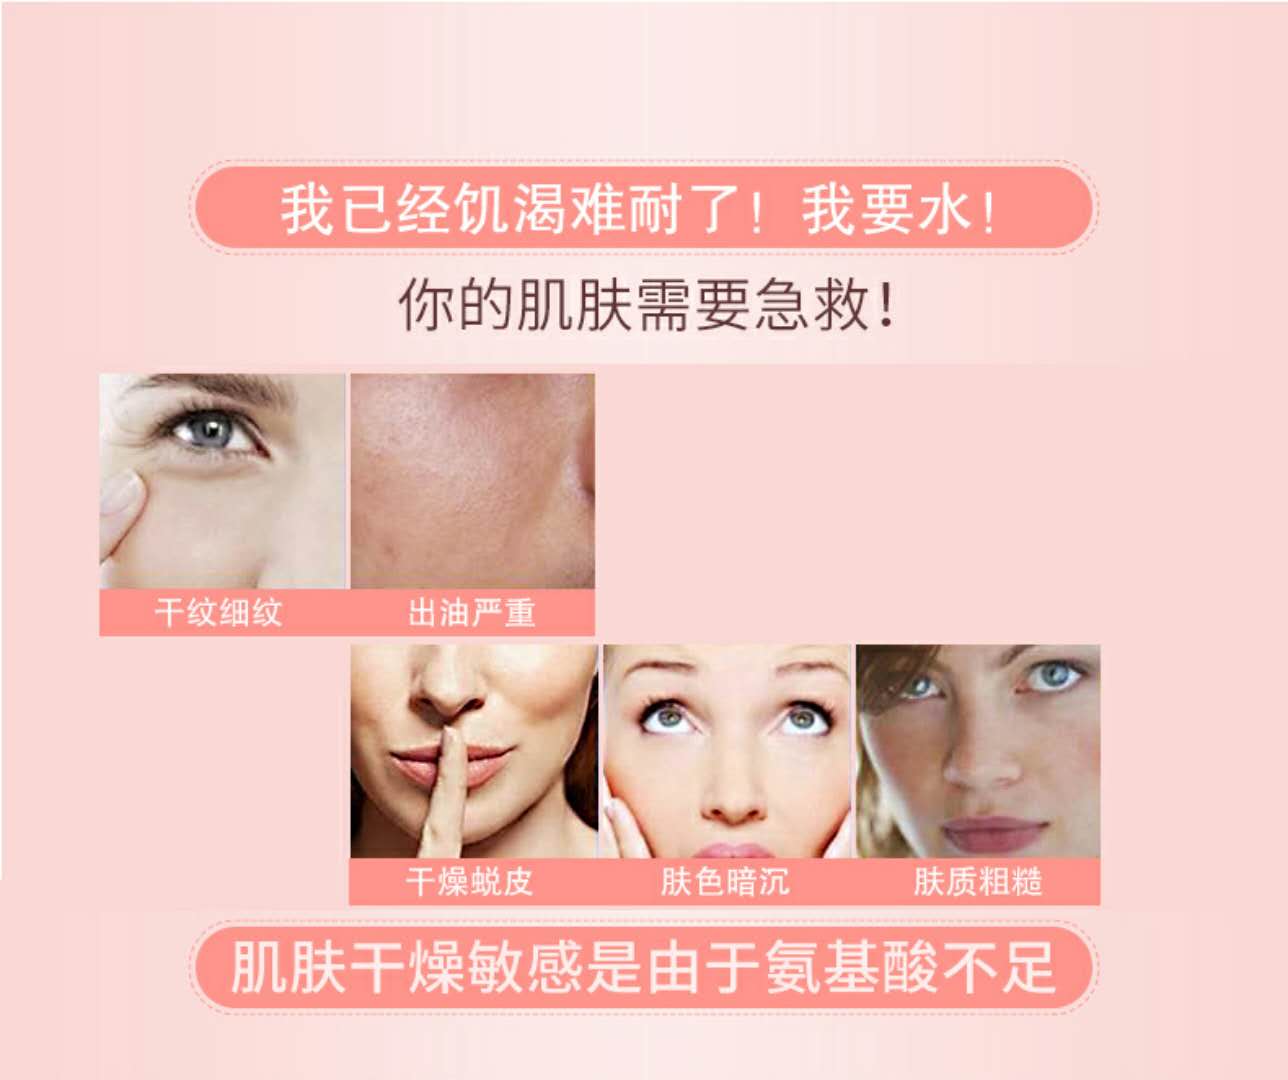 我已经饥渴难耐了！我要水！
你的肌肤需要急救！
干纹细纹
出油严重
干燥蜕皮
肤色暗沉
肤质粗糙
肌肤干燥敏感是由于氨基酸不足